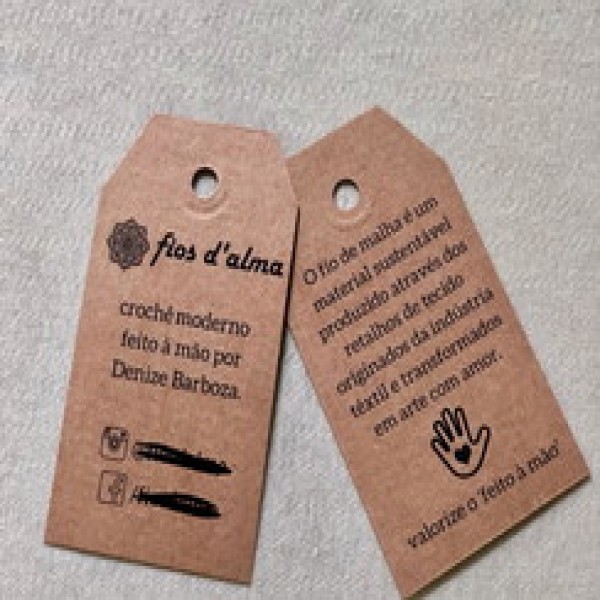 fios d'alma
crochê moderno
feito à mão por
Denize Barboza.
O fio de malha é um
material sustentável
produzido através dos
retalhos de tecido
originados da indústria
têxtil e transformados
em arte com amor.
valorize o 'feito à mão'